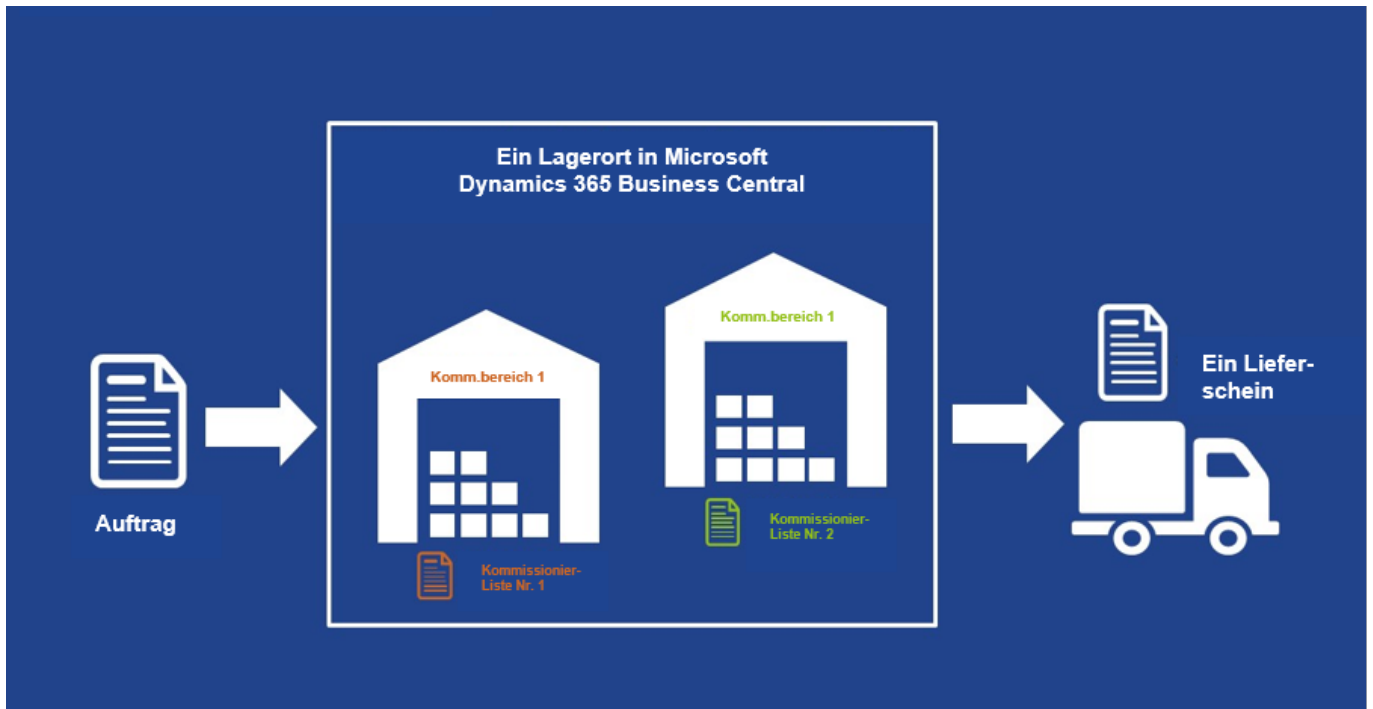 Ein Lagerort in Microsoft
Dynamics 365 Business Central
Komm.bereich 1
Komm.bereich 1
Ein Liefer-
schein
Auftrag
Kommissionier-
Liste Nr. 2
Kommissionier-
Liste Nr. 1